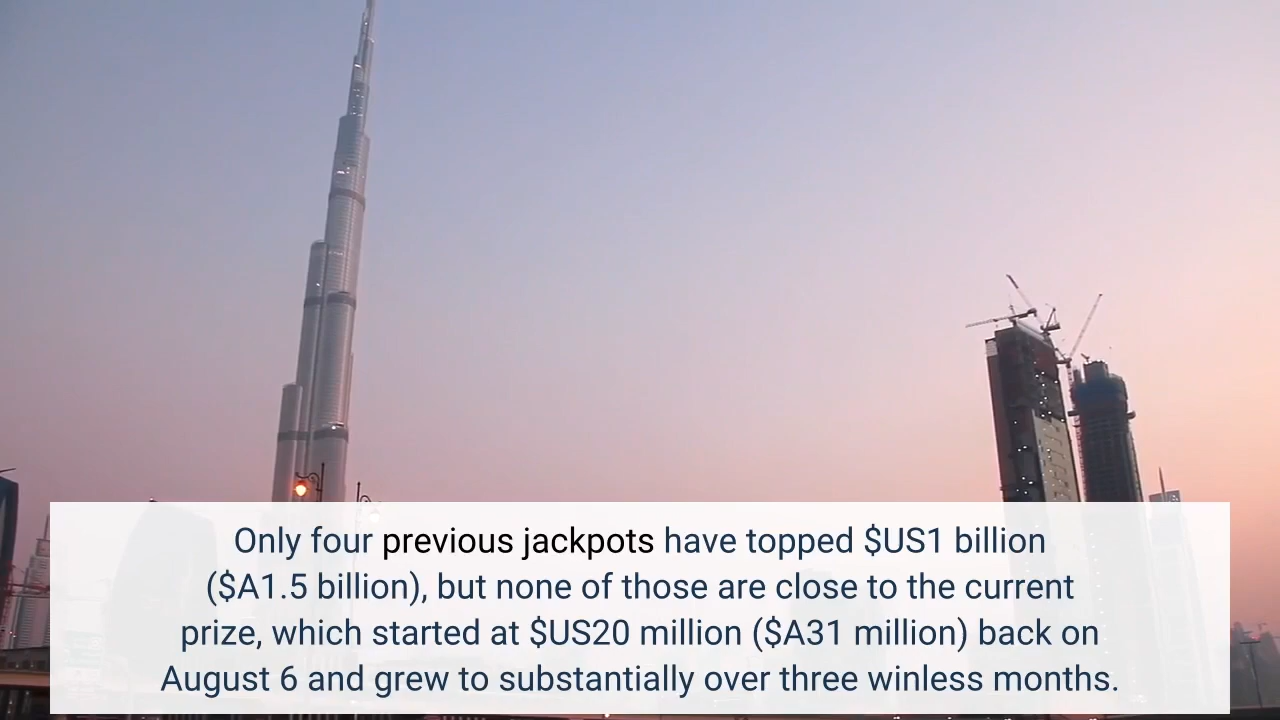 Only four previous jackpots have topped $US1 billion
($A1.5 billion), but none of those are close to the current
prize, which started at $US20 million ($A31 million) back on
August 6 and grew to substantially over three winless months.